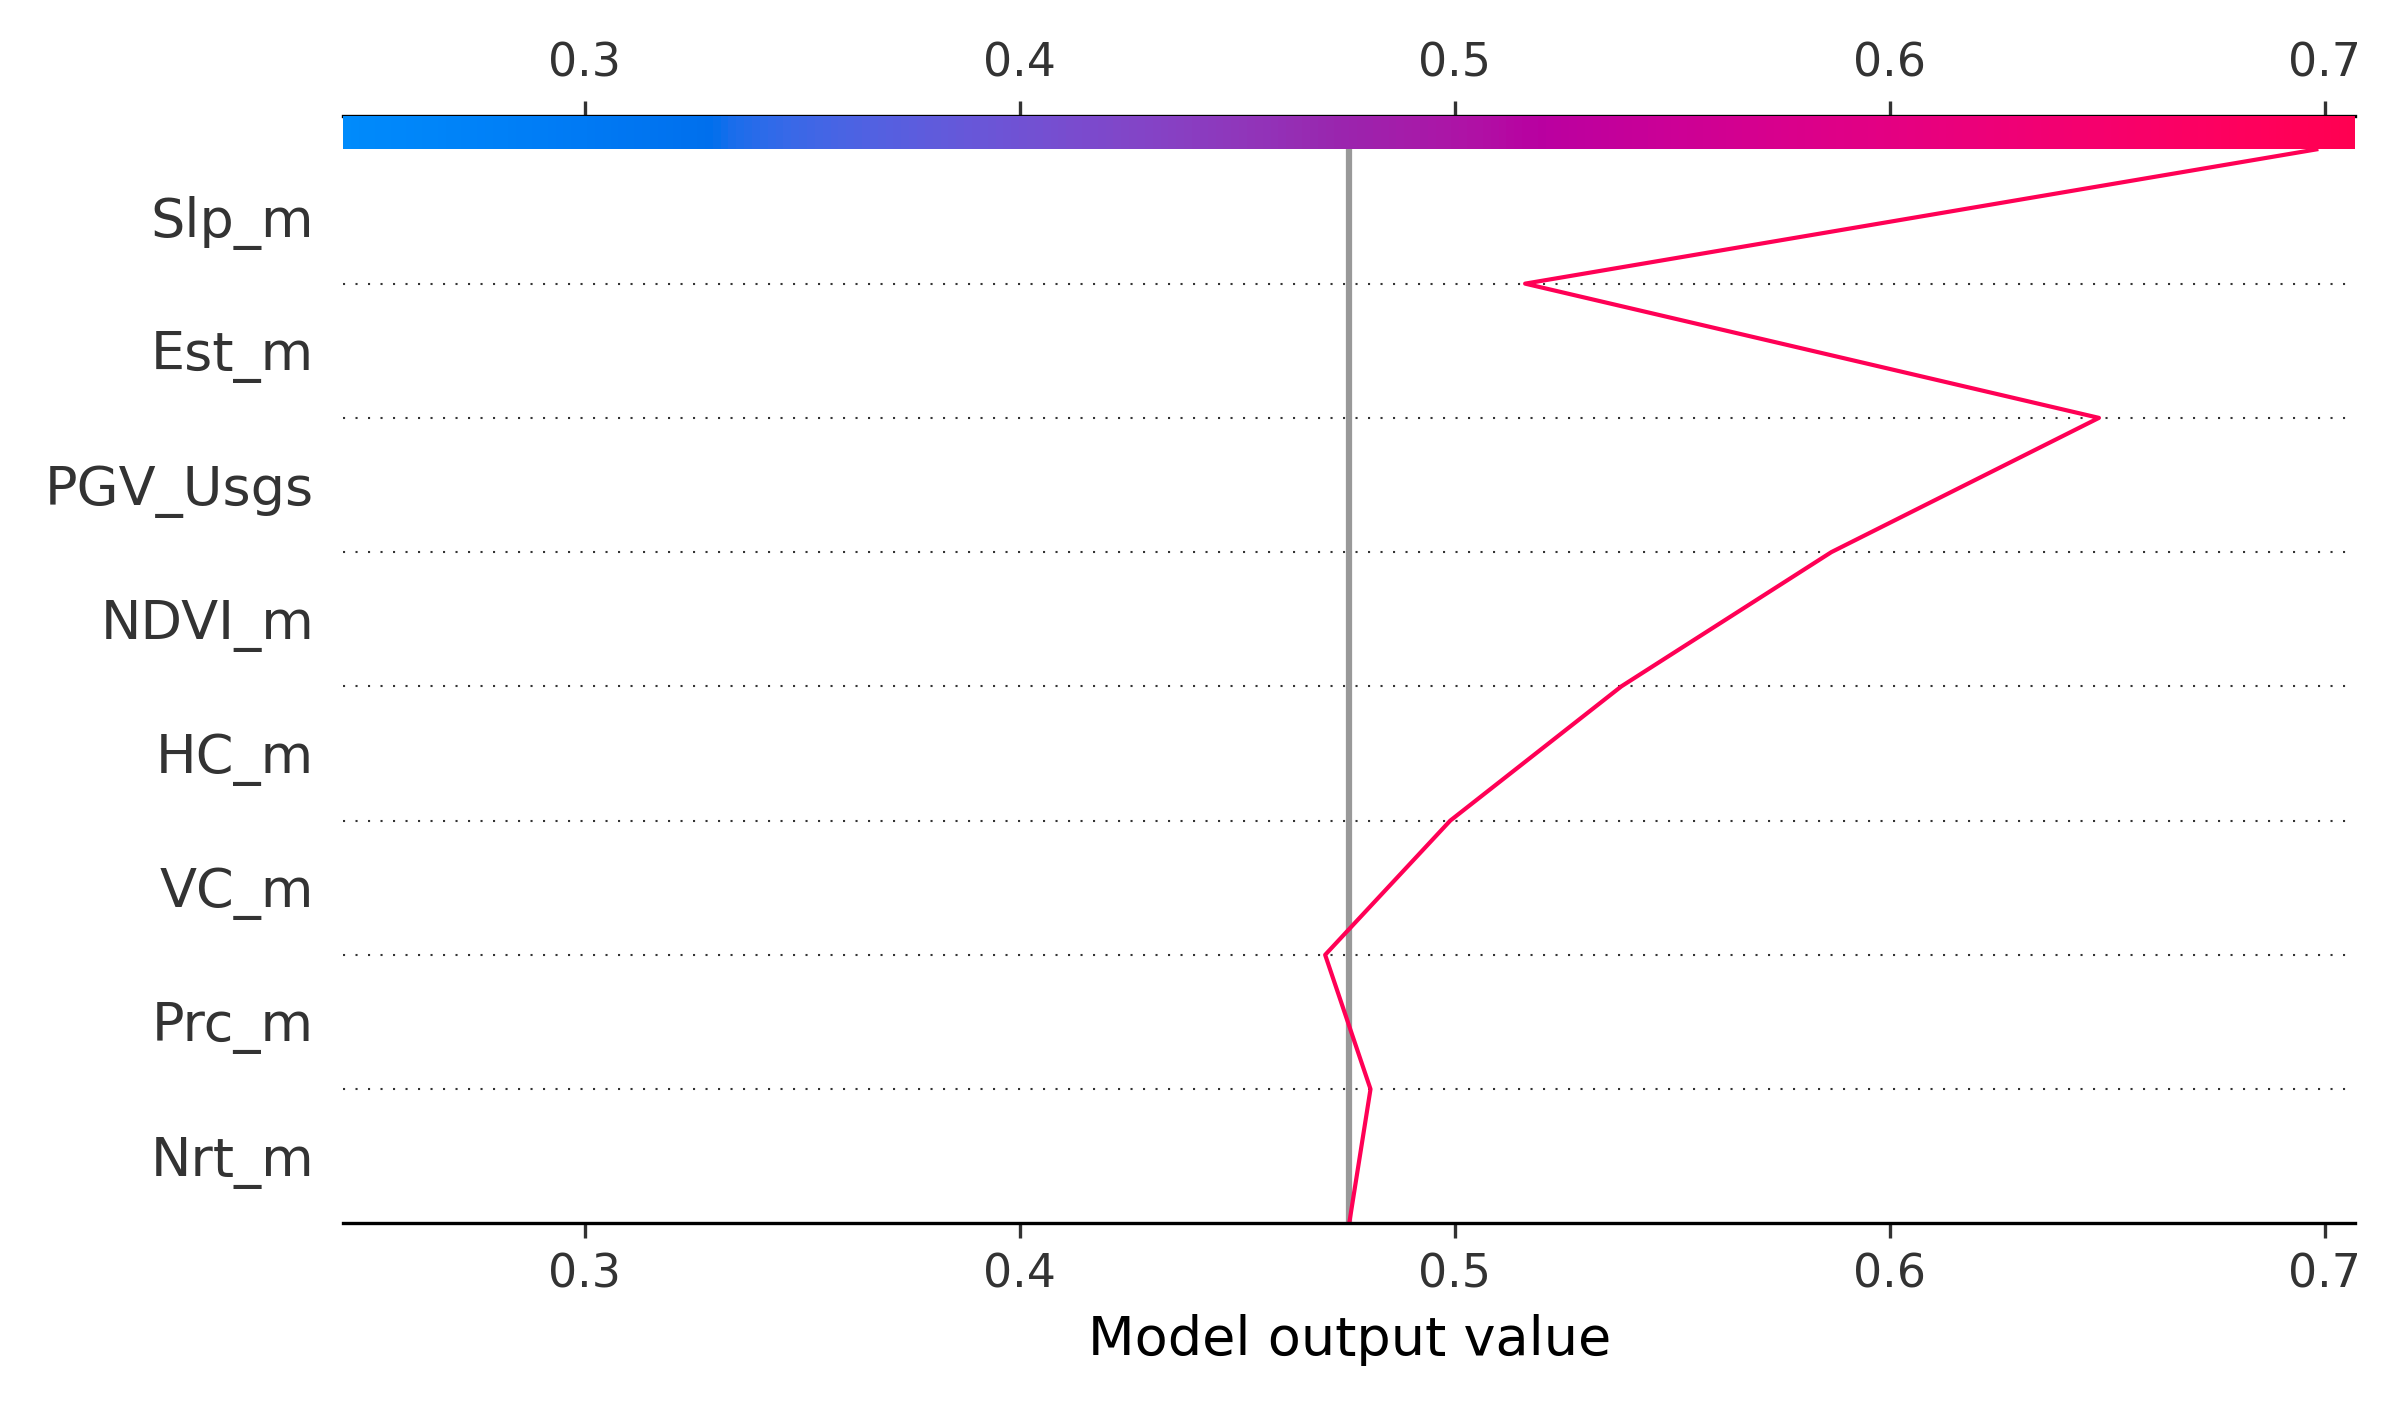 0.3 0.4 0.5 0.6 0.7
Slp_m
Est_m
PGV_Usgs
NDVI_m
HC_m
VC_m
Prc_m
Nrt_m
0.3 0.4 0.5 0.6 0.7
Model output value